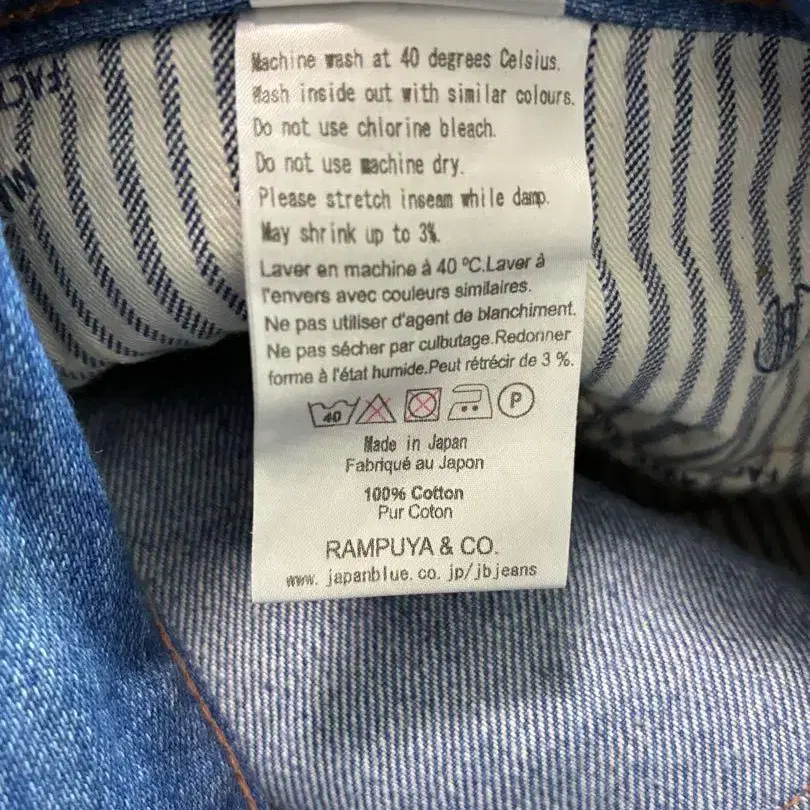 Machine wash at 40 degrees Celsius.
Wash inside out with similar colours.
Do not use chlorine bleach.
Do not use machine dry.
Please stretch inseam while damp.
May shrink up to 3%.
Laver en machine à 40 ºC.Laver à
l'envers avec couleurs similaires.
Ne pas utiliser d'agent de blanchiment.
Ne pas sécher par culbutage.Redonner
forme à l'état humide.Peut rétrécir de 3 %.
40 P
Made in Japan
Fabriqué au Japon
100% Cotton
Pur Coton
RAMPUYA & CO.
www. japanblue. co. jp/jbjeans